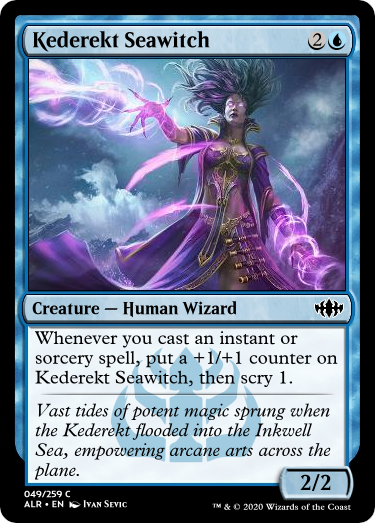 Kederekt Seawitch 2
Creature — Human Wizard
Whenever you cast an instant or
sorcery spell, put a +1/+1 counter on
Kederekt Seawitch, then scry 1.
Vast tides of potent magic sprung when
the Kederekt flooded into the Inkwell
Sea, empowering arcane arts across the
plane.
2/2
049/259 C
ALR • EN Ivan Sevic ™ & © 2020 Wizards of the Coast